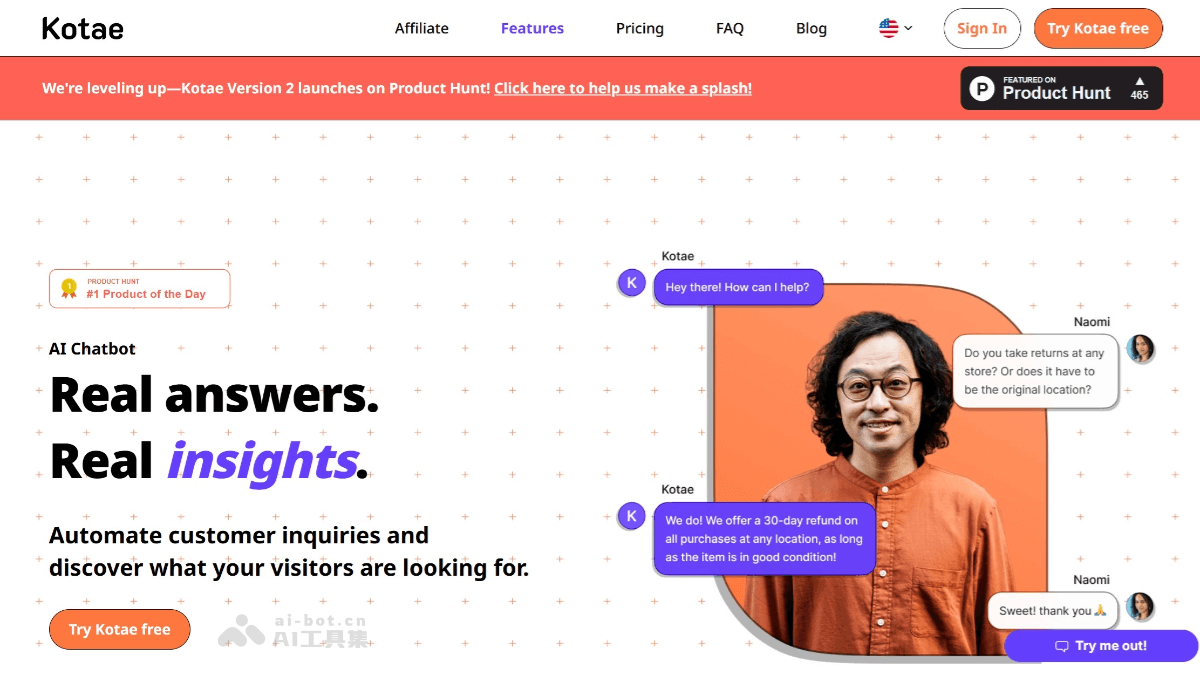 Kotae
Affiliate
Features
Pricing
FAQ
Blog
Sign In
Try Kotae free
We're leveling up—Kotae Version 2 launches on Product Hunt! Click here to help us make a splash!
P
FEATURED ON
Product Hunt
▲
465
1
PRODUCT HUNT
#1 Product of the Day
AI Chatbot
Real answers.
Real insights.
Automate customer inquiries and
discover what your visitors are looking for.
Try Kotae free
ai-bot.cn
AI工具集
Kotae
K
Hey there! How can I help?
Naomi
Do you take returns at any
store? Or does it have to
be the original location?
Kotae
K
We do! We offer a 30-day refund on
all purchases at any location, as long
as the item is in good condition!
Naomi
Sweet! thank you 🙏
Try me out!